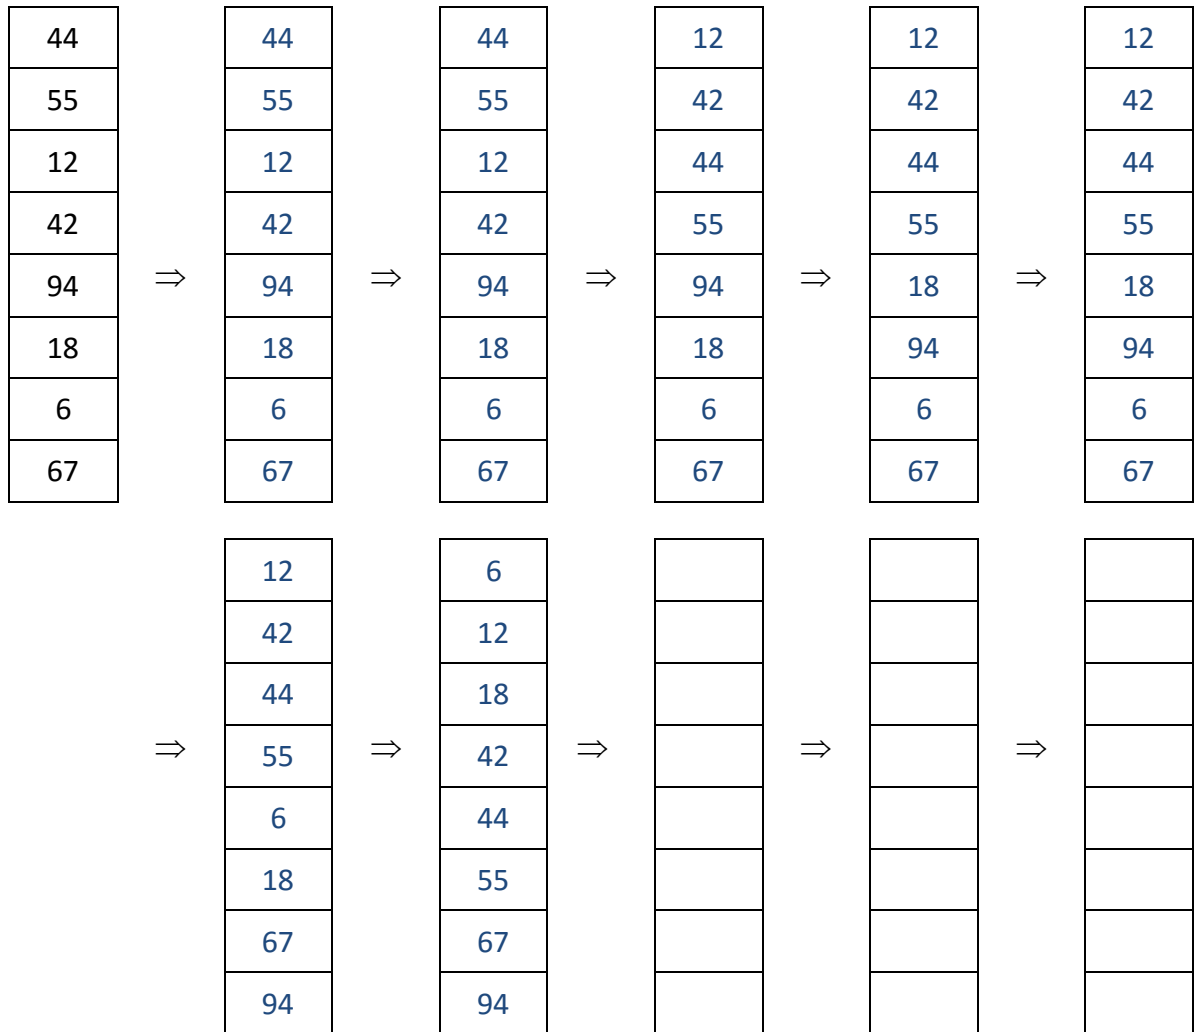 44 44 44 12 12 12
55 55 55 42 42 42
12 12 12 44 44 44
42 42 42 55 55 55
94 ⇒ 94 ⇒ 94 ⇒ 94 ⇒ 18 ⇒ 18
18 18 18 18 94 94
6 6 6 6 6 6
67 67 67 67 67 67
12 6
42 12
44 18
⇒ 55 ⇒ 42 ⇒ ⇒ ⇒
6 44
18 55
67 67
94 94